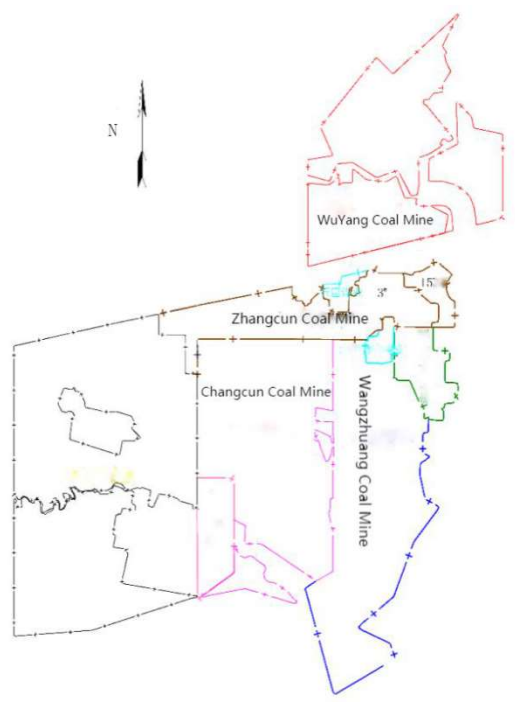 N
WuYang Coal Mine
3#
15
Zhangcun Coal Mine
Changcun Coal Mine
Wangzhuang Coal Mine